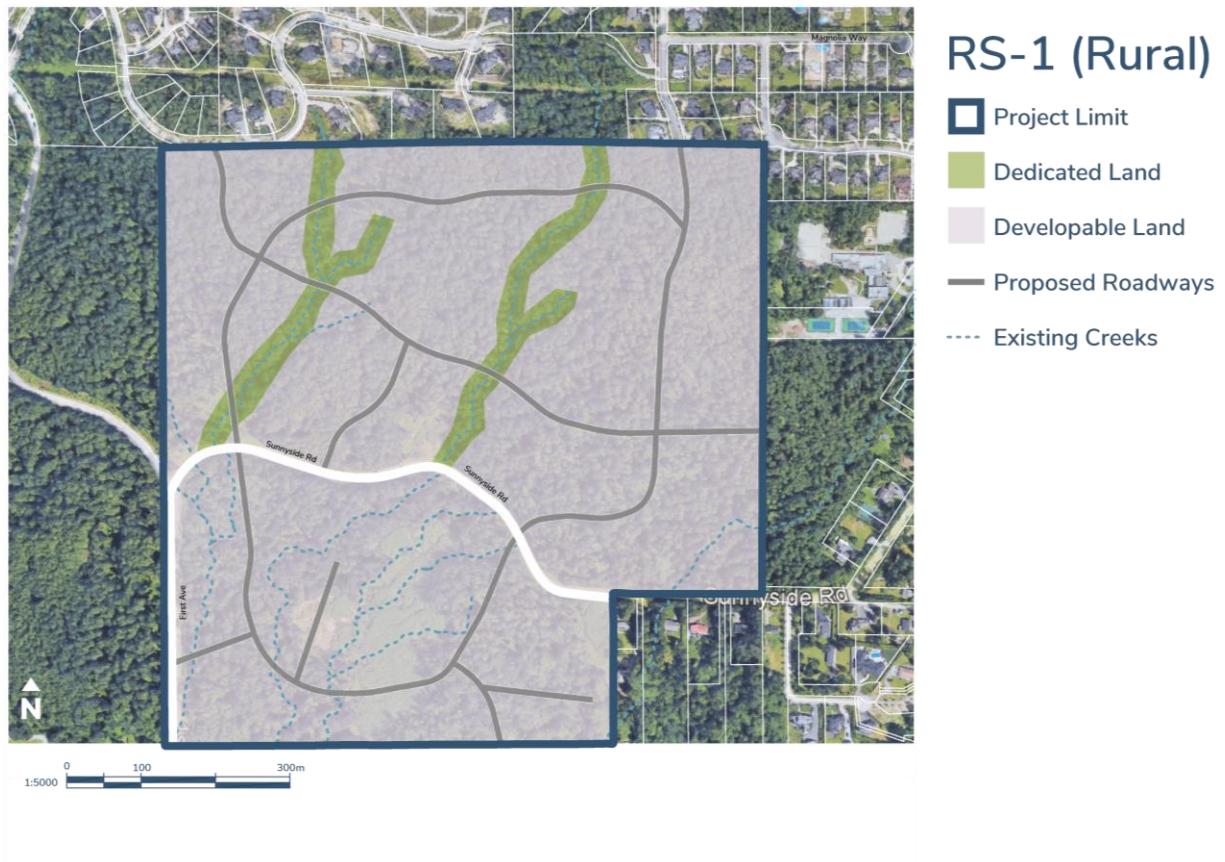 Magnolia Way
RS-1 (Rural)
Project Limit
Dedicated Land
Developable Land
Proposed Roadways
Existing Creeks
Sunnyside Rd
Sunnyside Rd
First Ave
Sunnyside Rd
N
0 100 300m
1:5000